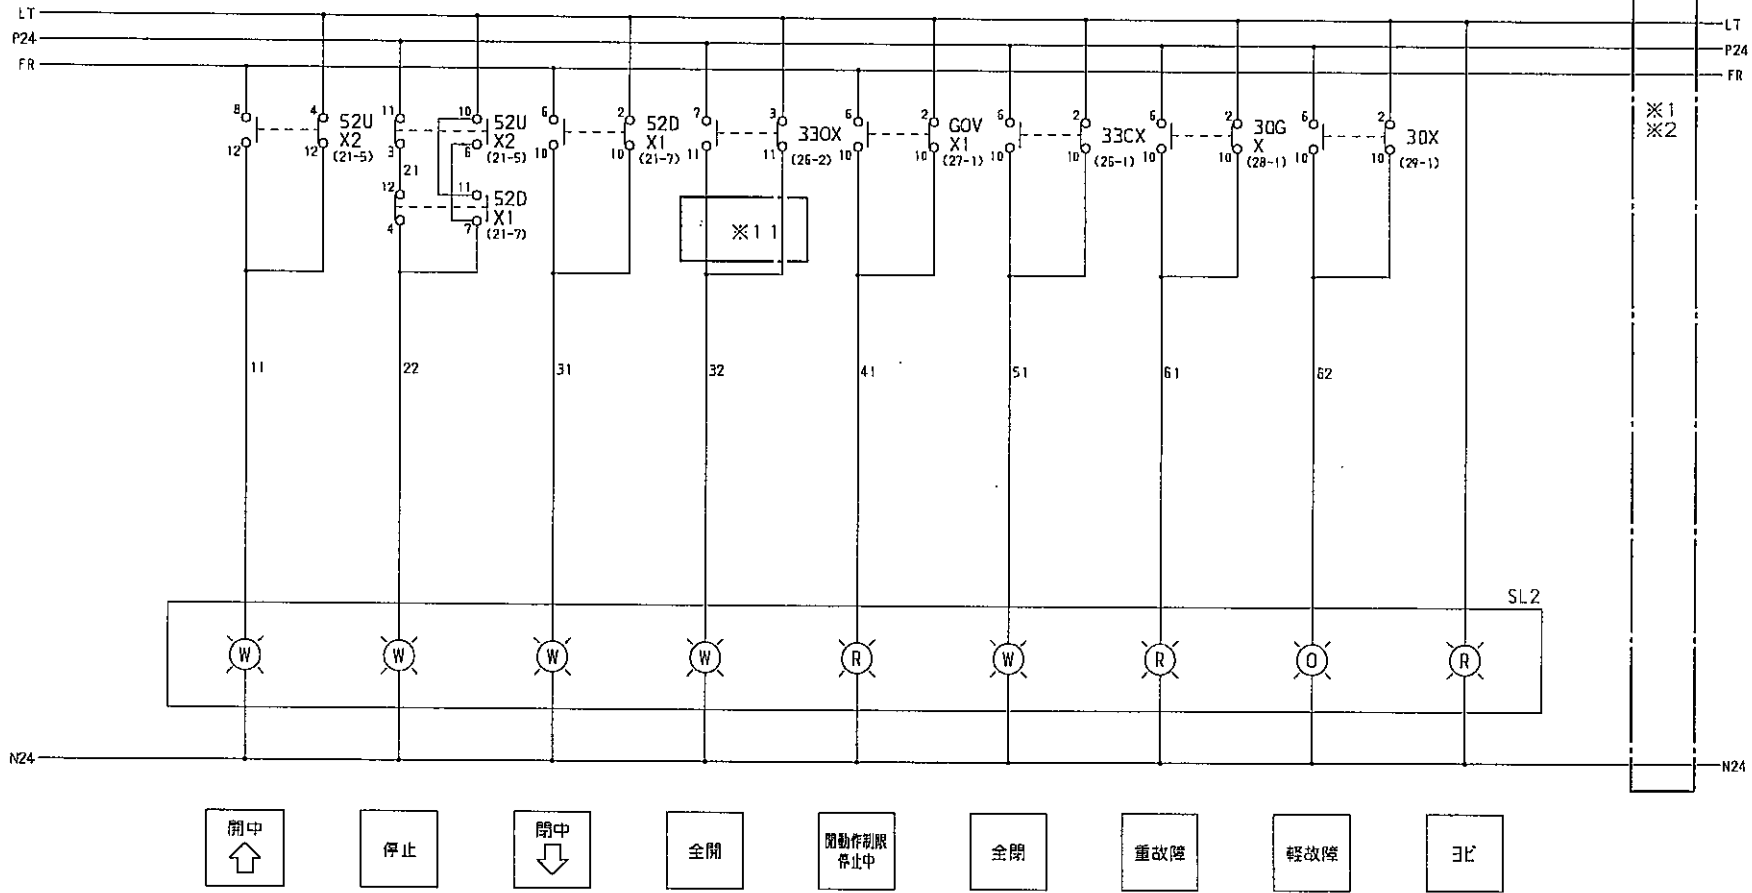 LT
P24
FR
LT
P24
FR
8
12
4
12
52U
X2
(21-5)
11
3
21
12
4
10
6
52U
X2
(21-5)
11
7
52D
X1
(21-7)
6
10
2
10
52D
X1
(21-7)
7
11
3
11
330X
(26-2)
※11
6
10
2
10
GOV
X1
(27-1)
6
10
2
10
33CX
(26-1)
6
10
2
10
30G
X
(28-1)
6
10
2
10
30X
(29-1)
※1
※2
11
22
31
32
41
51
61
62
SL2
W
W
W
W
R
W
R
O
R
N24
N24
開中
停止
閉中
全開
開動作制限
停止中
全閉
重故障
軽故障
ヨビ